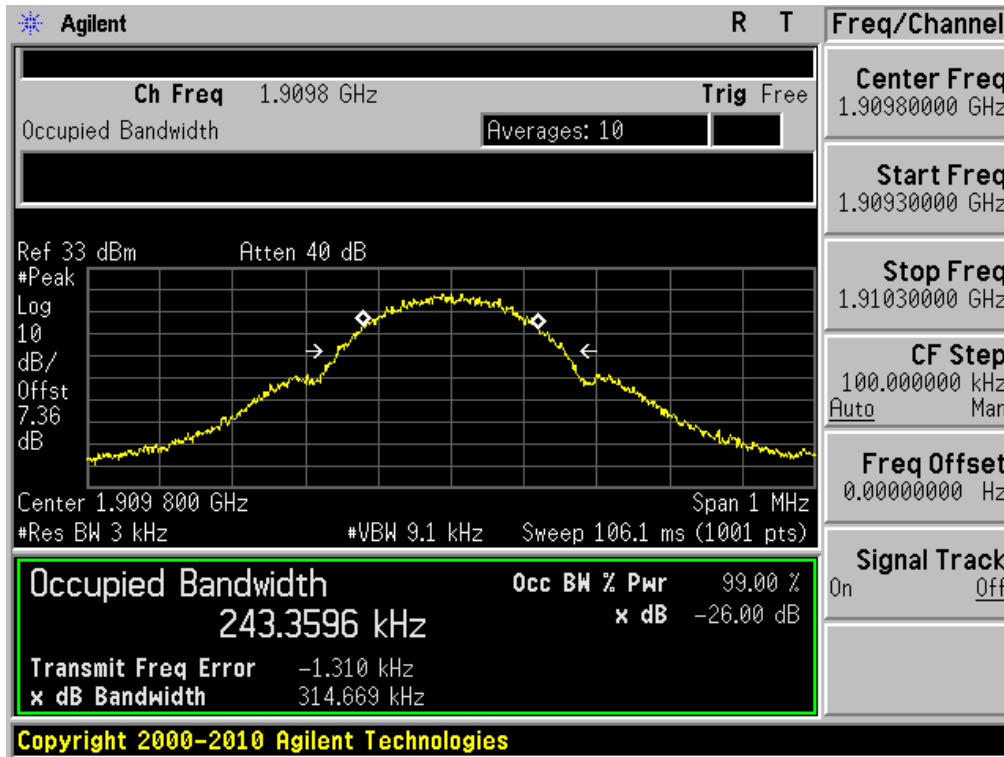 Agilent R T
Freq/Channel
Ch Freq 1.9098 GHz Trig Free
Occupied Bandwidth Averages: 10
Center Freq
1.90980000 GHz
Start Freq
1.90930000 GHz
Stop Freq
1.91030000 GHz
CF Step
100.000000 kHz
Auto Man
Freq Offset
0.00000000 Hz
Signal Track
On Off
Ref 33 dBm Atten 40 dB
#Peak
Log
10
dB/
Offst
7.36
dB
Center 1.909 800 GHz Span 1 MHz
#Res BW 3 kHz #VBW 9.1 kHz Sweep 106.1 ms (1001 pts)
Occupied Bandwidth Occ BW % Pwr 99.00 %
243.3596 kHz x dB -26.00 dB
Transmit Freq Error -1.310 kHz
x dB Bandwidth 314.669 kHz
Copyright 2000-2010 Agilent Technologies